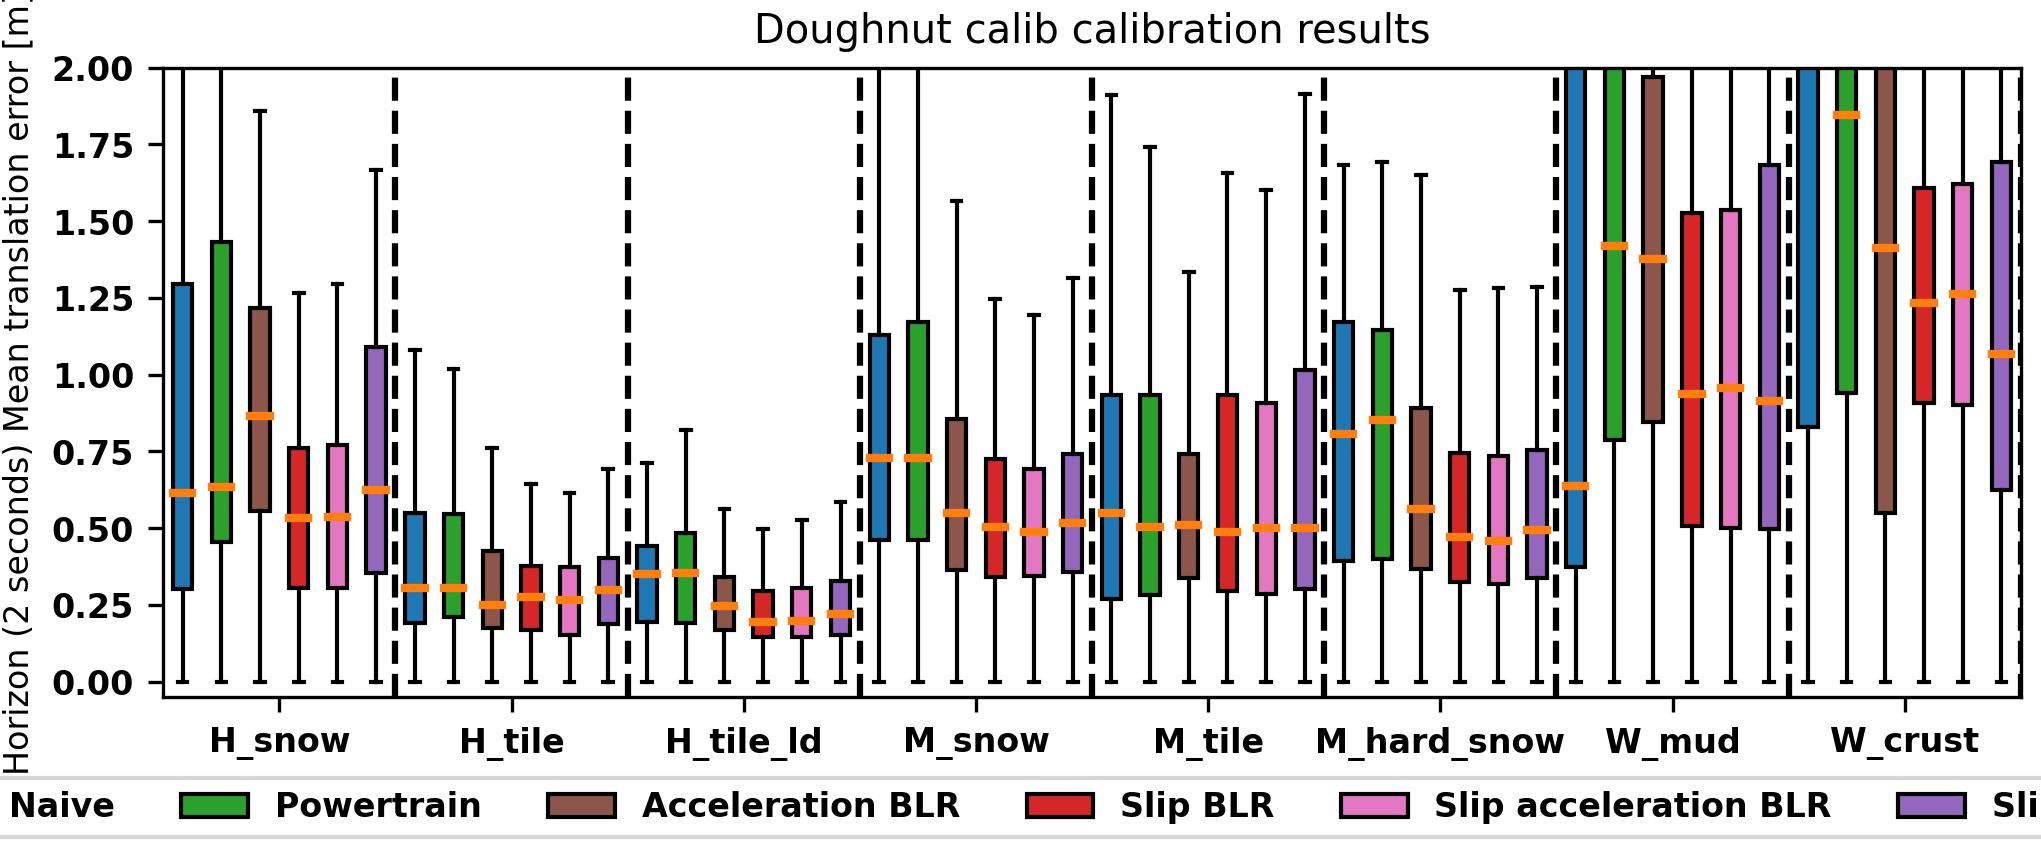 Doughnut calib calibration results
Horizon (2 seconds) Mean translation error [m]
2.00
1.75
1.50
1.25
1.00
0.75
0.50
0.25
0.00
H_snow H_tile H_tile_ld M_snow M_tile M_hard_snow W_mud W_crust
Naive Powertrain Acceleration BLR Slip BLR Slip acceleration BLR Sli